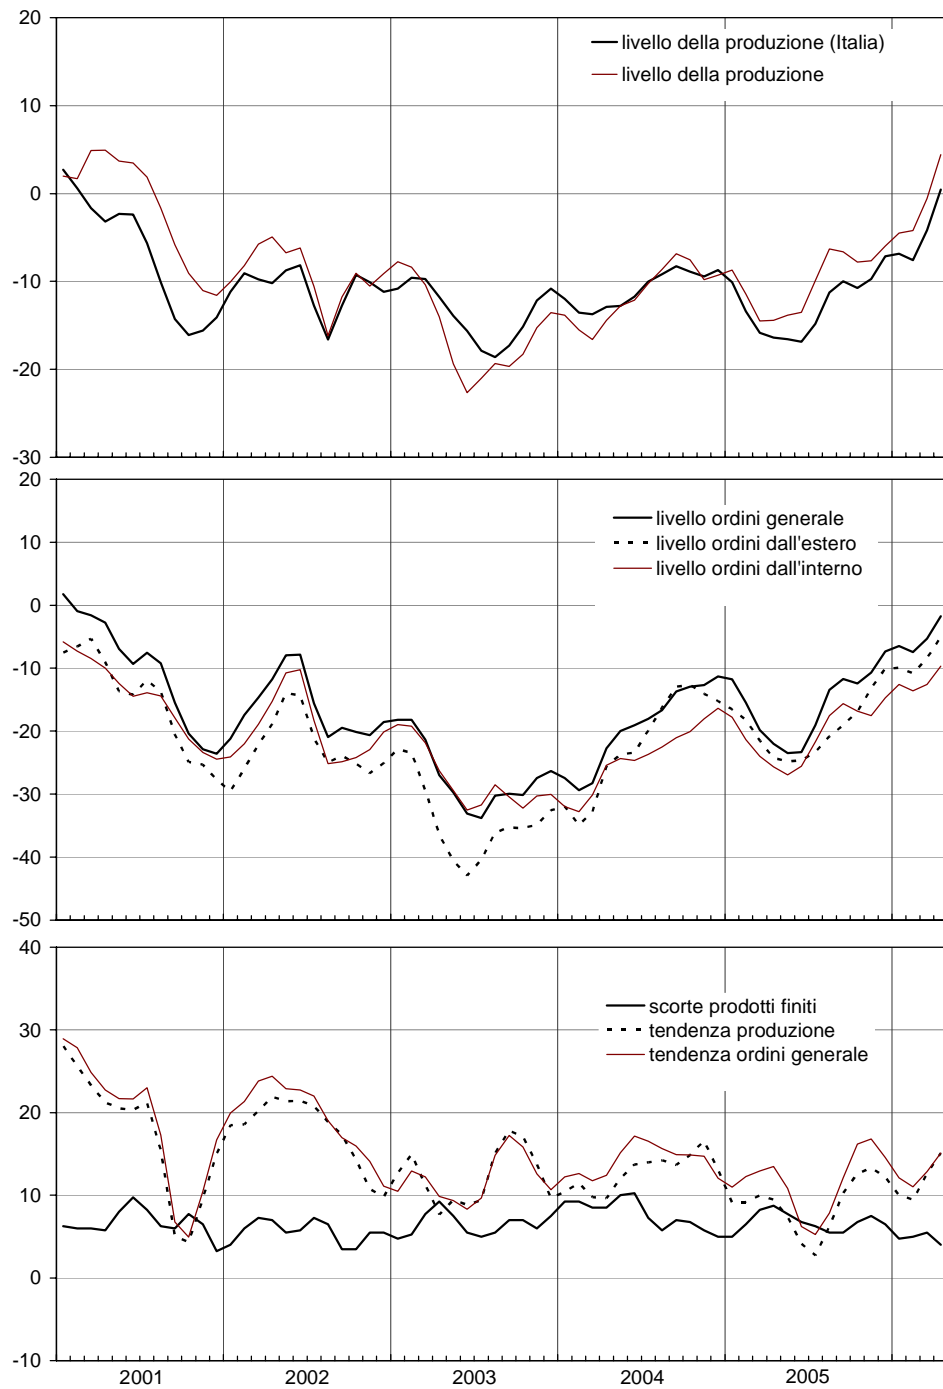 20
livello della produzione (Italia)
livello della produzione
10
0
-10
-20
-30
20
livello ordini generale
livello ordini dall'estero
livello ordini dall'interno
10
0
-10
-20
-30
-40
-50
40
scorte prodotti finiti
tendenza produzione
tendenza ordini generale
30
20
10
0
-10
2001 2002 2003 2004 2005